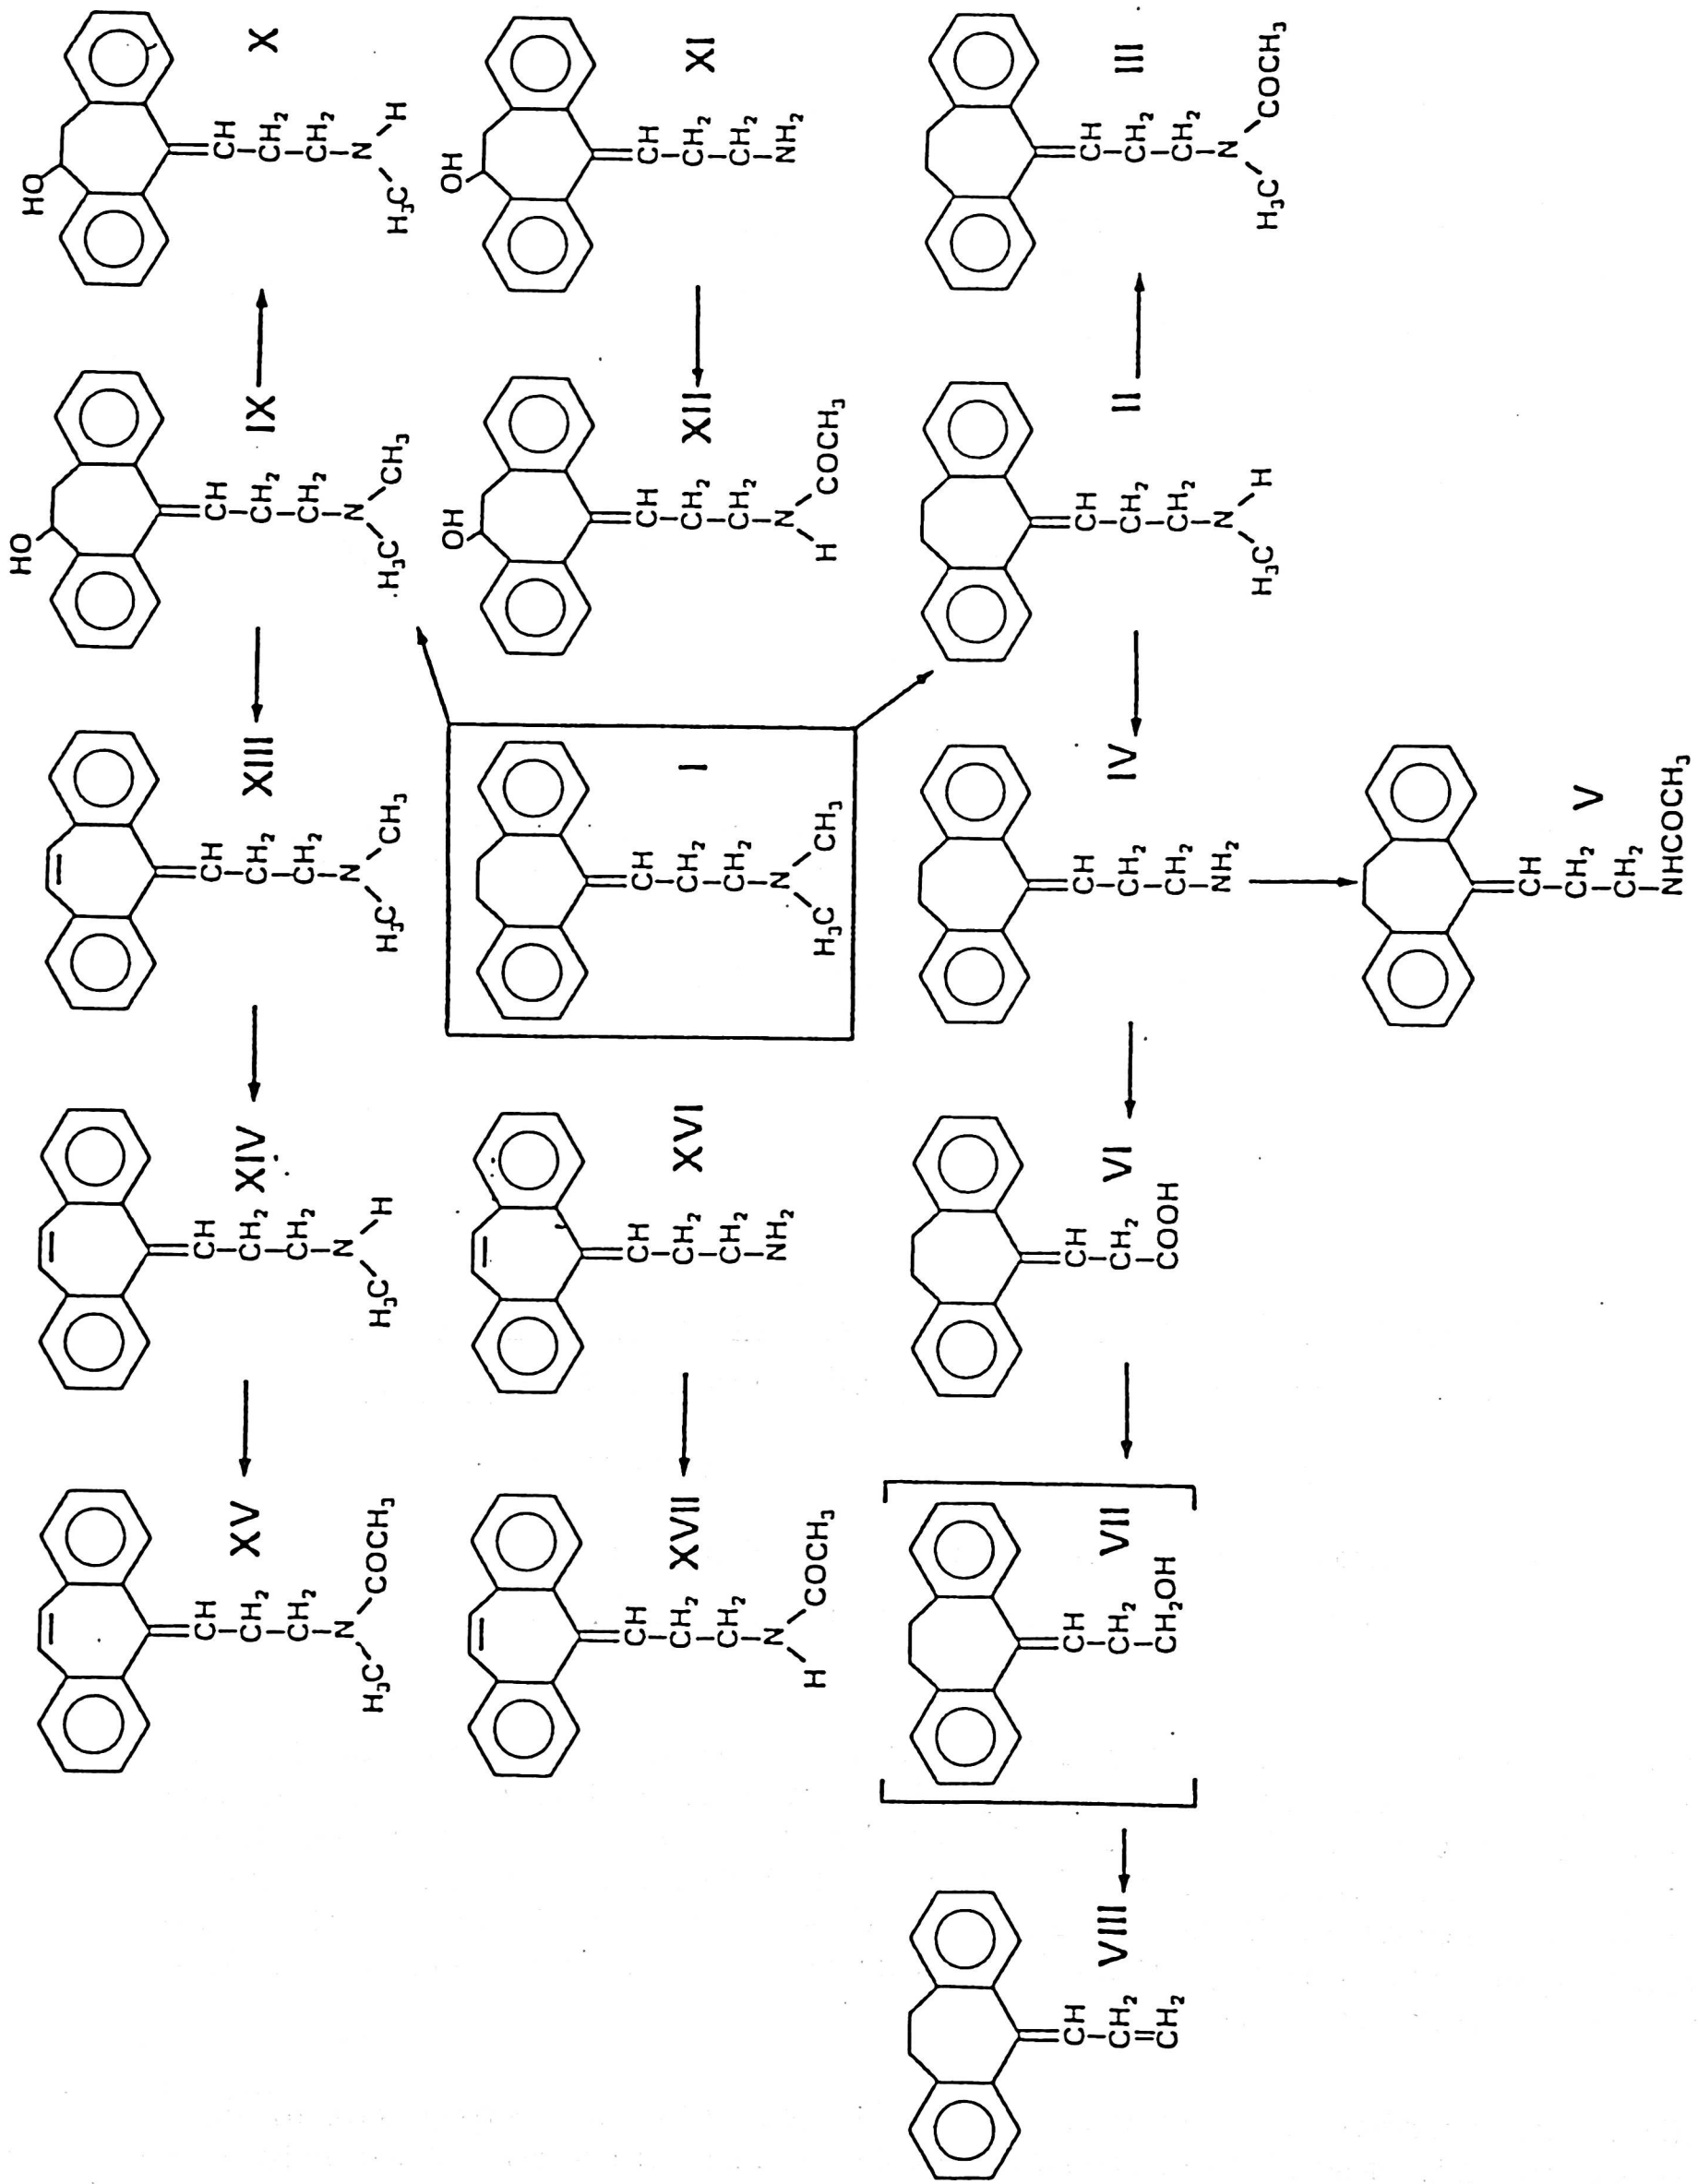 CH
CH₂ XV
CH₂
N
H₃C COCH₃
CH
CH₂ XIV
CH₂
N
H₃C H
CH
CH₂ XIII
CH₂
N
H₃C CH₃
HO
CH
CH₂ IX
CH₂
N
H₃C CH₃
HO
CH
CH₂ X
CH₂
N
H₃C H
CH
CH₂ XVII
CH₂
N
H COCH₃
CH
CH₂ XVI
CH₂
NH₂
CH
CH₂ I
CH₂
N
H₃C CH₃
OH
CH
CH₂ XII
CH₂
N
H COCH₃
OH
CH
CH₂ XI
CH₂
NH₂
CH
CH₂ VIII
CH₂
CH
CH₂ VII
CH₂OH
CH
CH₂ VI
COOH
CH
CH₂ IV
CH₂
NH₂
CH
CH₂ II
CH₂
N
H₃C H
CH
CH₂ III
CH₂
N
H₃C COCH₃
CH
CH₂ V
CH₂
NHCOCH₃